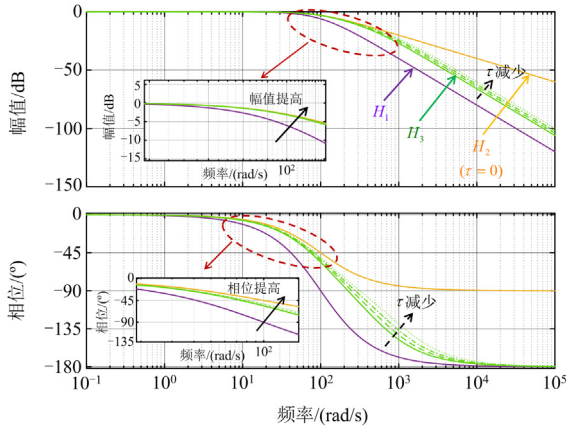 0
−50
−100
−150
幅值/dB
5
0
−5
−10
−15
幅值/dB
幅值提高
频率/(rad/s)
10²
τ 减少
H₁
H₃
H₂
(τ = 0)
0
−45
−90
−135
−180
相位/(º)
0
−45
−90
−135
相位/(º)
相位提高
频率/(rad/s)
10²
τ 减少
10⁻¹
10⁰
10¹
10²
10³
10⁴
10⁵
频率/(rad/s)